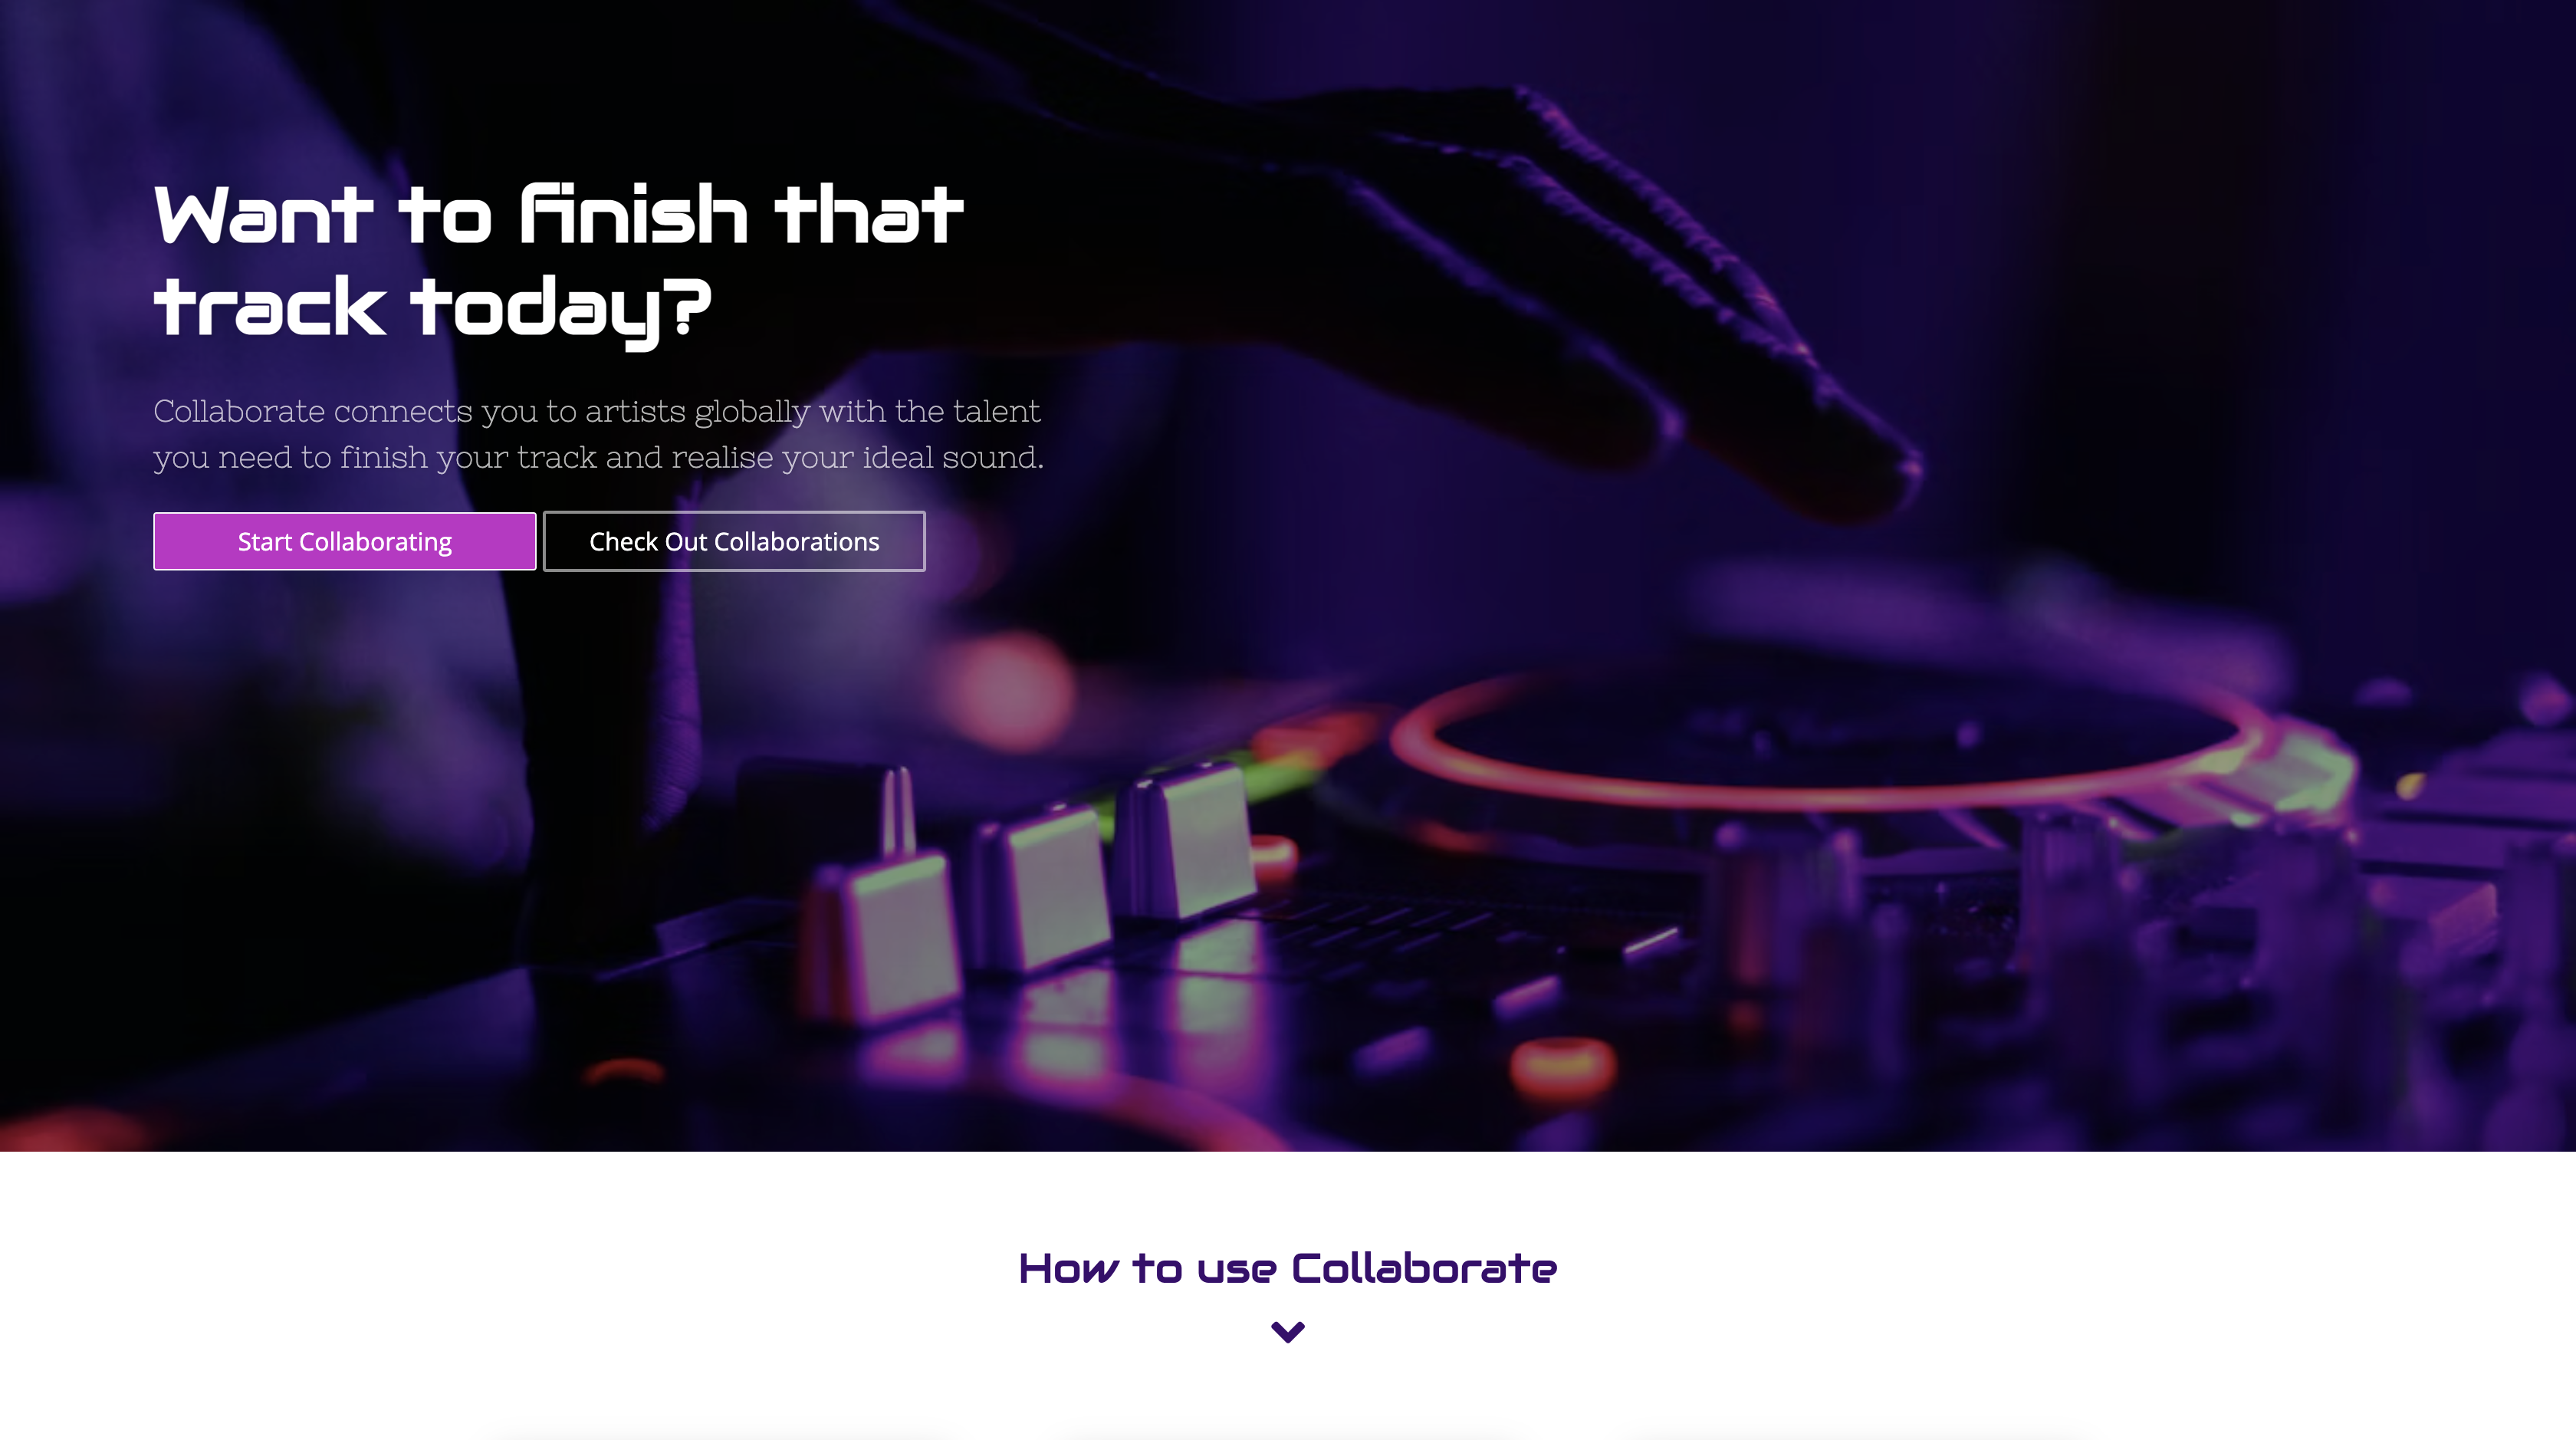 Want to finish that
track today?
Collaborate connects you to artists globally with the talent
you need to finish your track and realise your ideal sound.
Start Collaborating
Check Out Collaborations
How to use Collaborate